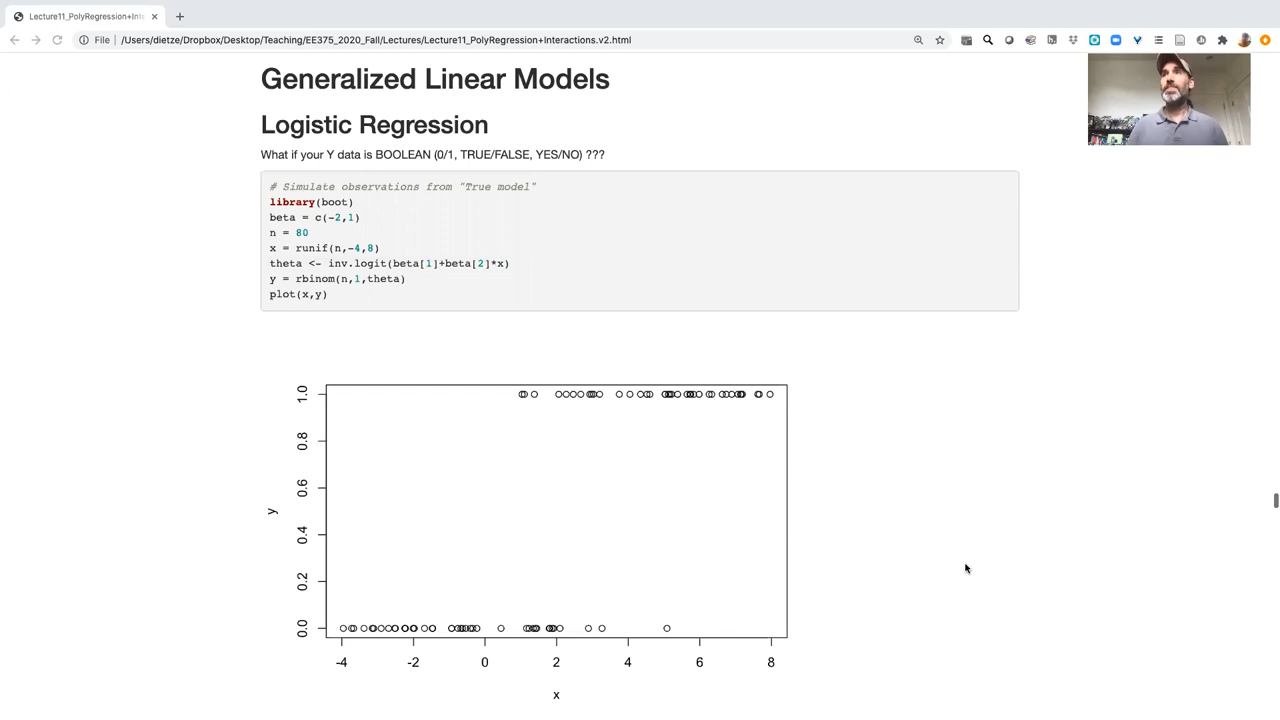 Lecture11_PolyRegression+Inte
File
/Users/dietze/Dropbox/Desktop/Teaching/EE375_2020_Fall/Lectures/Lecture11_PolyRegression+Interactions.v2.html
Generalized Linear Models
Logistic Regression
What if your Y data is BOOLEAN (0/1, TRUE/FALSE, YES/NO) ???
# Simulate observations from "True model"
library(boot)
beta = c(-2,1)
n = 80
x = runif(n,-4,8)
theta <- inv.logit(beta[1]+beta[2]*x)
y = rbinom(n,1,theta)
plot(x,y)
1.0
0.8
0.6
0.4
0.2
0.0
y
-4 -2 0 2 4 6 8
x